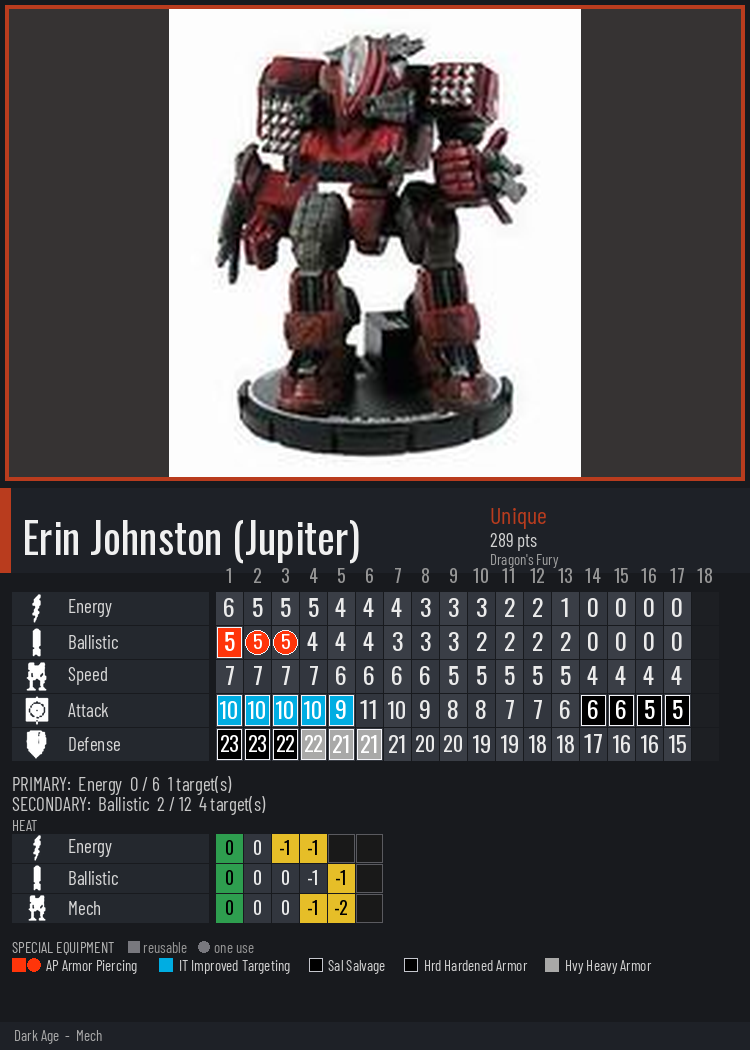 Erin Johnston (Jupiter)
Unique
289 pts
Dragon's Fury
1 2 3 4 5 6 7 8 9 10 11 12 13 14 15 16 17 18
Energy 6 5 5 5 4 4 4 3 3 3 2 2 1 0 0 0 0
Ballistic 5 5 5 4 4 4 3 3 3 2 2 2 2 0 0 0 0
Speed 7 7 7 7 6 6 6 6 5 5 5 5 5 4 4 4 4
Attack 10 10 10 10 9 11 10 9 8 8 7 7 6 6 6 5 5
Defense 23 23 22 22 21 21 21 20 20 19 19 18 18 17 16 16 15
PRIMARY: Energy 0 / 6 1 target(s)
SECONDARY: Ballistic 2 / 12 4 target(s)
HEAT
Energy 0 0 -1 -1
Ballistic 0 0 0 -1 -1
Mech 0 0 0 -1 -2
SPECIAL EQUIPMENT reusable one use
AP Armor Piercing IT Improved Targeting Sal Salvage Hrd Hardened Armor Hvy Heavy Armor
Dark Age - Mech